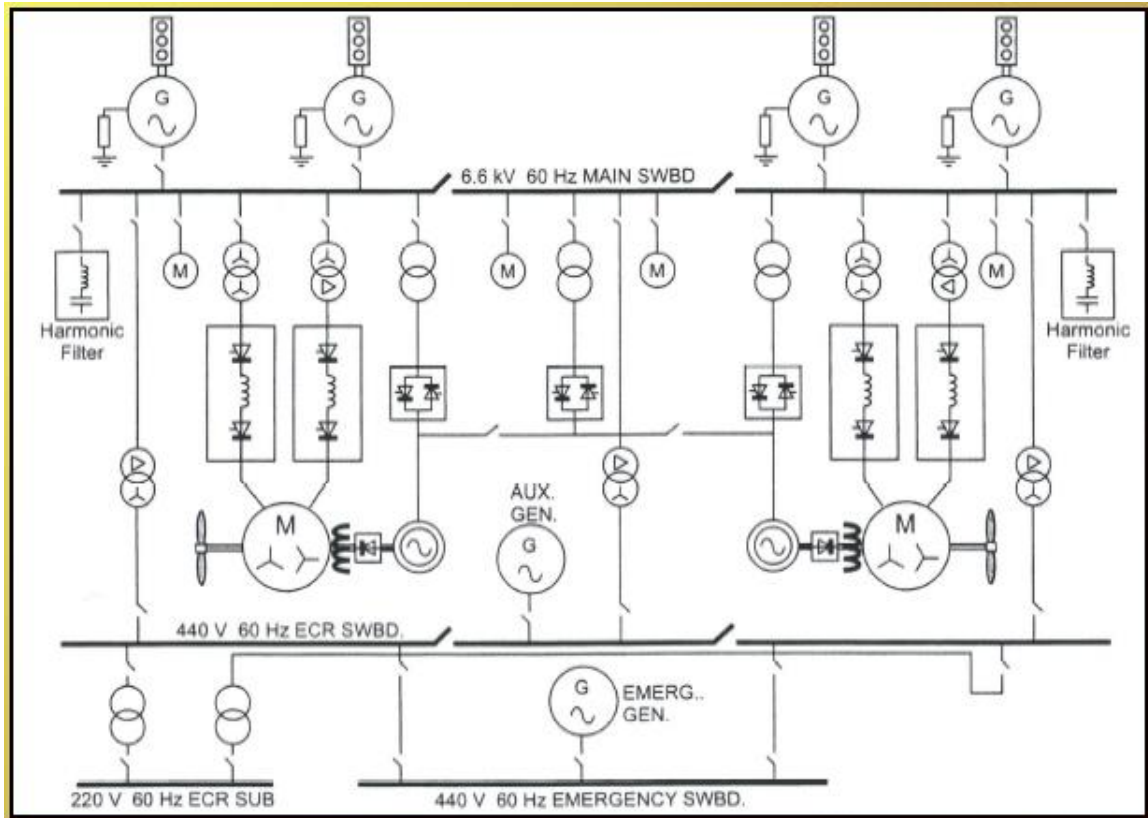 G
G
G
G
6.6 kV 60 Hz MAIN SWBD
M
M
M
M
Harmonic
Filter
Harmonic
Filter
AUX.
GEN.
G
M
M
440 V 60 Hz ECR SWBD.
G
EMERG..
GEN.
220 V 60 Hz ECR SUB
440 V 60 Hz EMERGENCY SWBD.